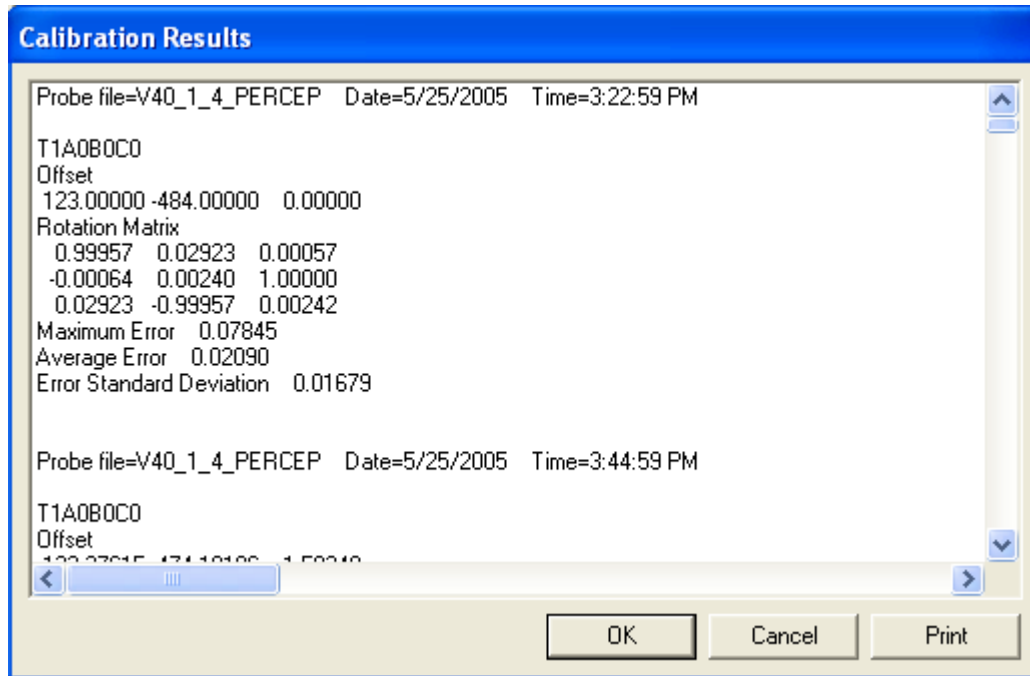 Calibration Results
Probe file=V40_1_4_PERCEP Date=5/25/2005 Time=3:22:59 PM
T1A0B0C0
Offset
123.00000 -484.00000 0.00000
Rotation Matrix
0.99957 0.02923 0.00057
-0.00064 0.00240 1.00000
0.02923 -0.99957 0.00242
Maximum Error 0.07845
Average Error 0.02090
Error Standard Deviation 0.01679
Probe file=V40_1_4_PERCEP Date=5/25/2005 Time=3:44:59 PM
T1A0B0C0
Offset
OK Cancel Print